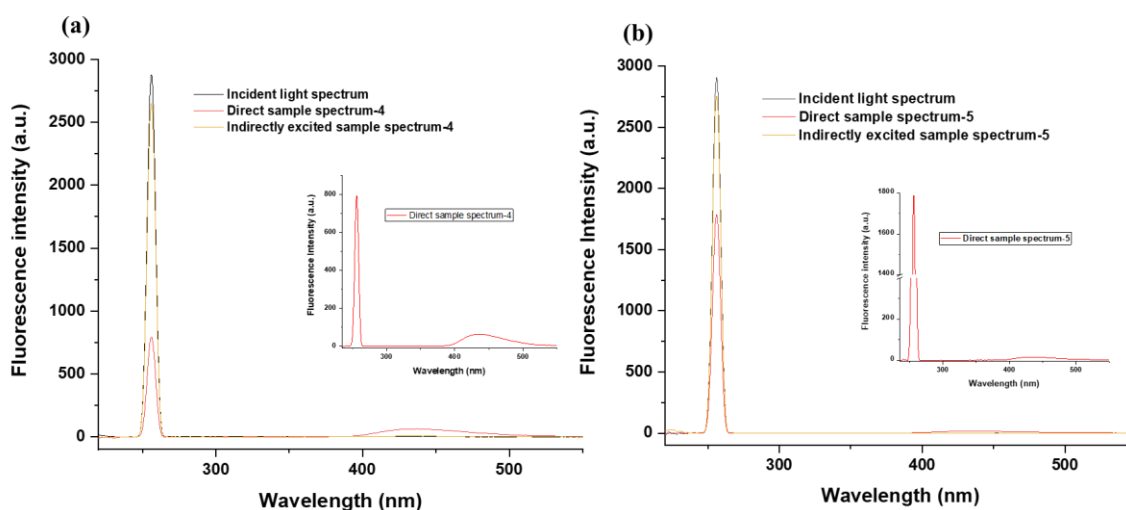 (a)
Fluorescence intensity (a.u.)
3000
2500
2000
1500
1000
500
0
Incident light spectrum
Direct sample spectrum-4
Indirectly excited sample spectrum-4
Fluorescence Intensity (a.u.)
800
600
400
200
0
Direct sample spectrum-4
300
400
500
Wavelength (nm)
300
400
500
Wavelength (nm)
(b)
Fluorescence Intensity (a.u.)
3000
2500
2000
1500
1000
500
0
Incident light spectrum
Direct sample spectrum-5
Indirectly excited sample spectrum-5
Fluorescence intensity (a.u.)
1800
1600
1400
200
0
Direct sample spectrum-5
300
400
500
Wavelength (nm)
300
400
500
Wavelength (nm)